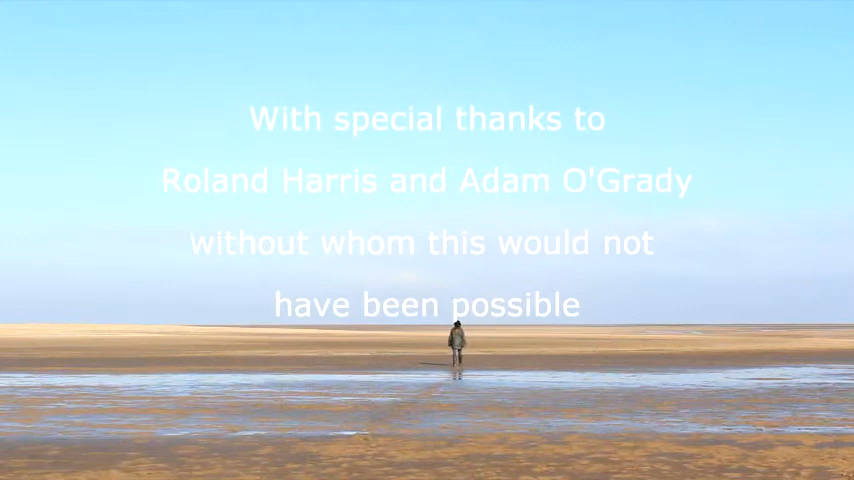 With special thanks to
Roland Harris and Adam O'Grady
without whom this would not
have been possible